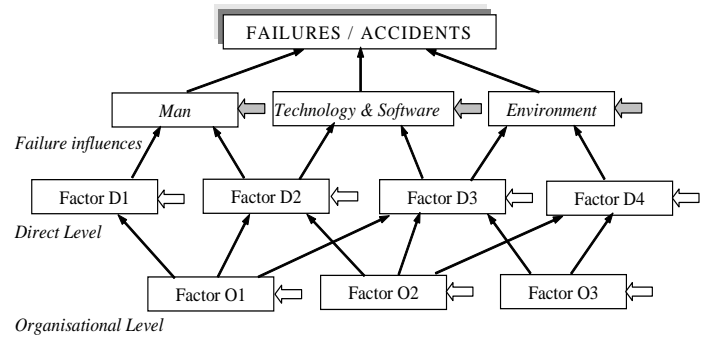 FAILURES / ACCIDENTS
Man
Technology & Software
Environment
Failure influences
Factor D1
Factor D2
Factor D3
Factor D4
Direct Level
Factor O1
Factor O2
Factor O3
Organisational Level